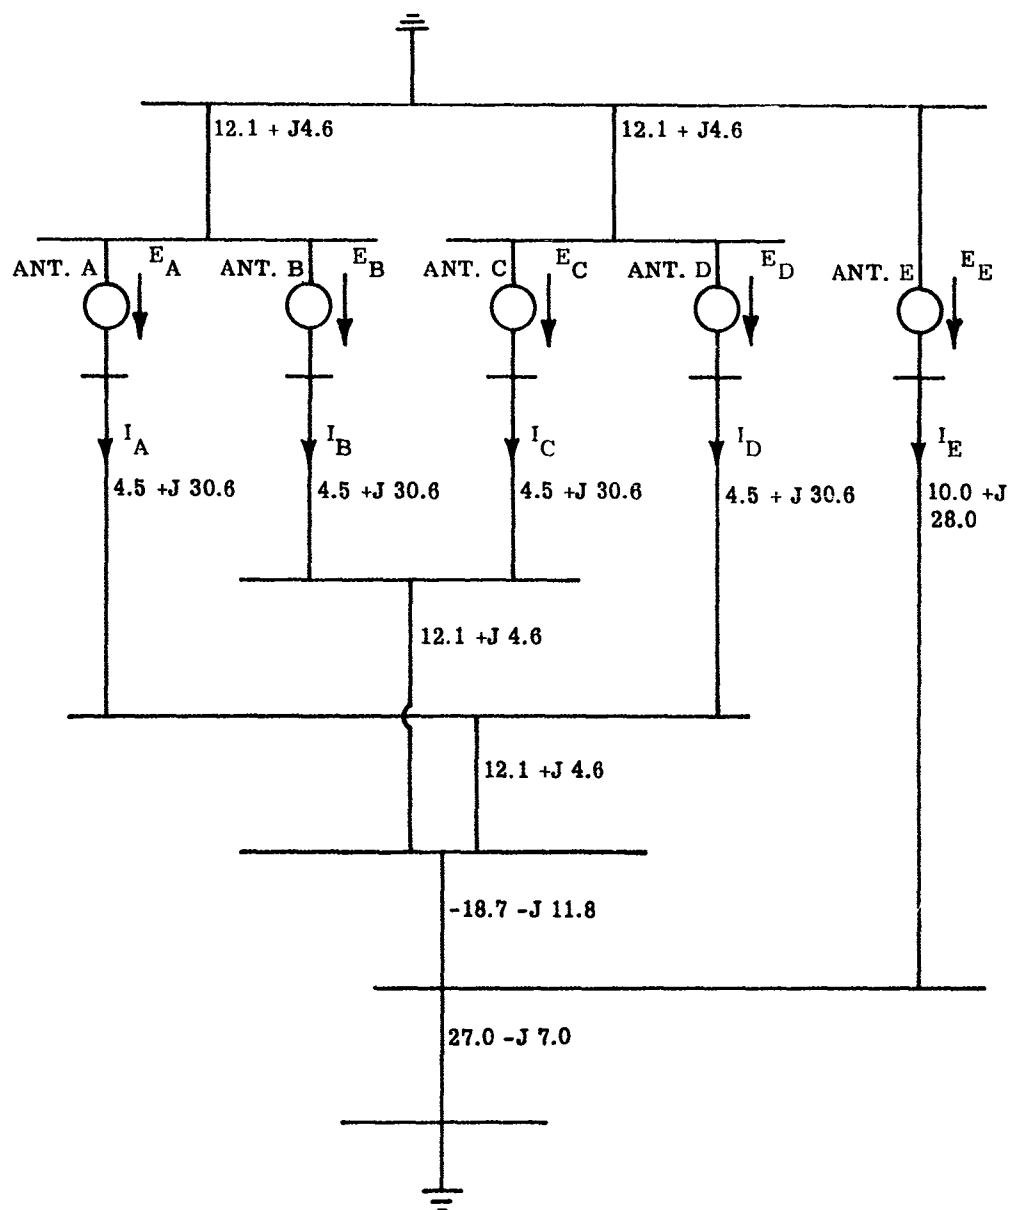 12.1 + J4.6
12.1 + J4.6
ANT. A
E A
ANT. B
E B
ANT. C
E C
ANT. D
E D
ANT. E
E E
I A
I B
I C
I D
I E
4.5 +J 30.6
4.5 +J 30.6
4.5 +J 30.6
4.5 + J 30.6
10.0 +J
28.0
12.1 +J 4.6
12.1 +J 4.6
-18.7 -J 11.8
27.0 -J 7.0